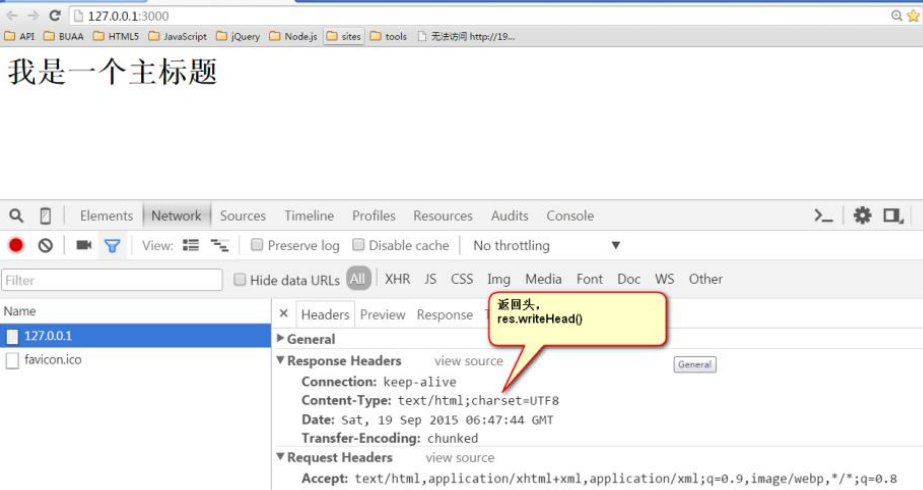 127.0.0.1:3000
API BUAA HTML5 JavaScript jQuery Node.js sites tools 无法访问 http://19...
我是一个主标题
Elements Network Sources Timeline Profiles Resources Audits Console
View: Preserve log Disable cache No throttling
Filter Hide data URLs All XHR JS CSS Img Media Font Doc WS Other
Name
127.0.0.1
favicon.ico
× Headers Preview Response
返回头,
res.writeHead()
General
General
Response Headers view source
Connection: keep-alive
Content-Type: text/html;charset=UTF8
Date: Sat, 19 Sep 2015 06:47:44 GMT
Transfer-Encoding: chunked
Request Headers view source
Accept: text/html,application/xhtml+xml,application/xml;q=0.9,image/webp,*/*;q=0.8